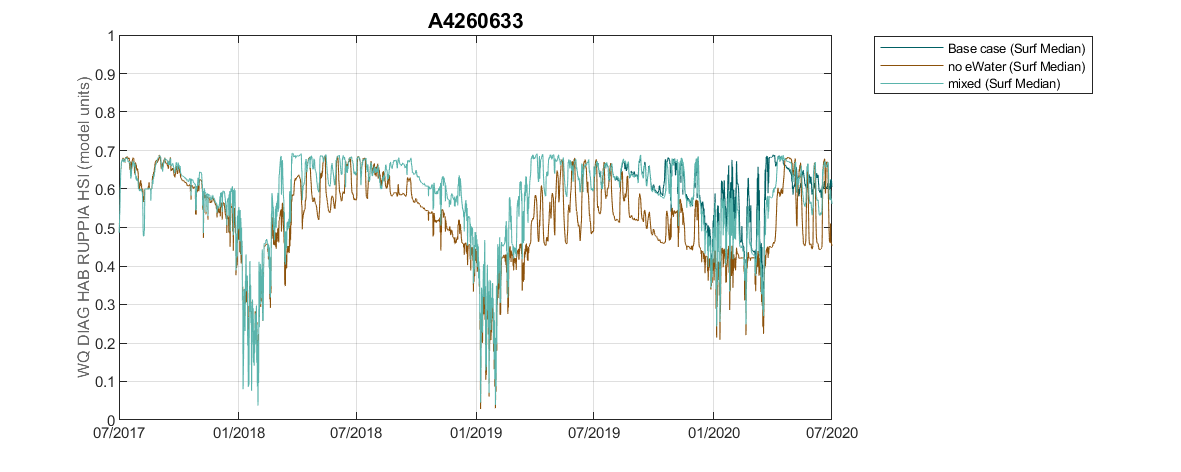 A4260633
Base case (Surf Median)
no eWater (Surf Median)
mixed (Surf Median)
WQ DIAG HAB RUPPIA HSI (model units)
1
0.9
0.8
0.7
0.6
0.5
0.4
0.3
0.2
0.1
0
07/2017 01/2018 07/2018 01/2019 07/2019 01/2020 07/2020